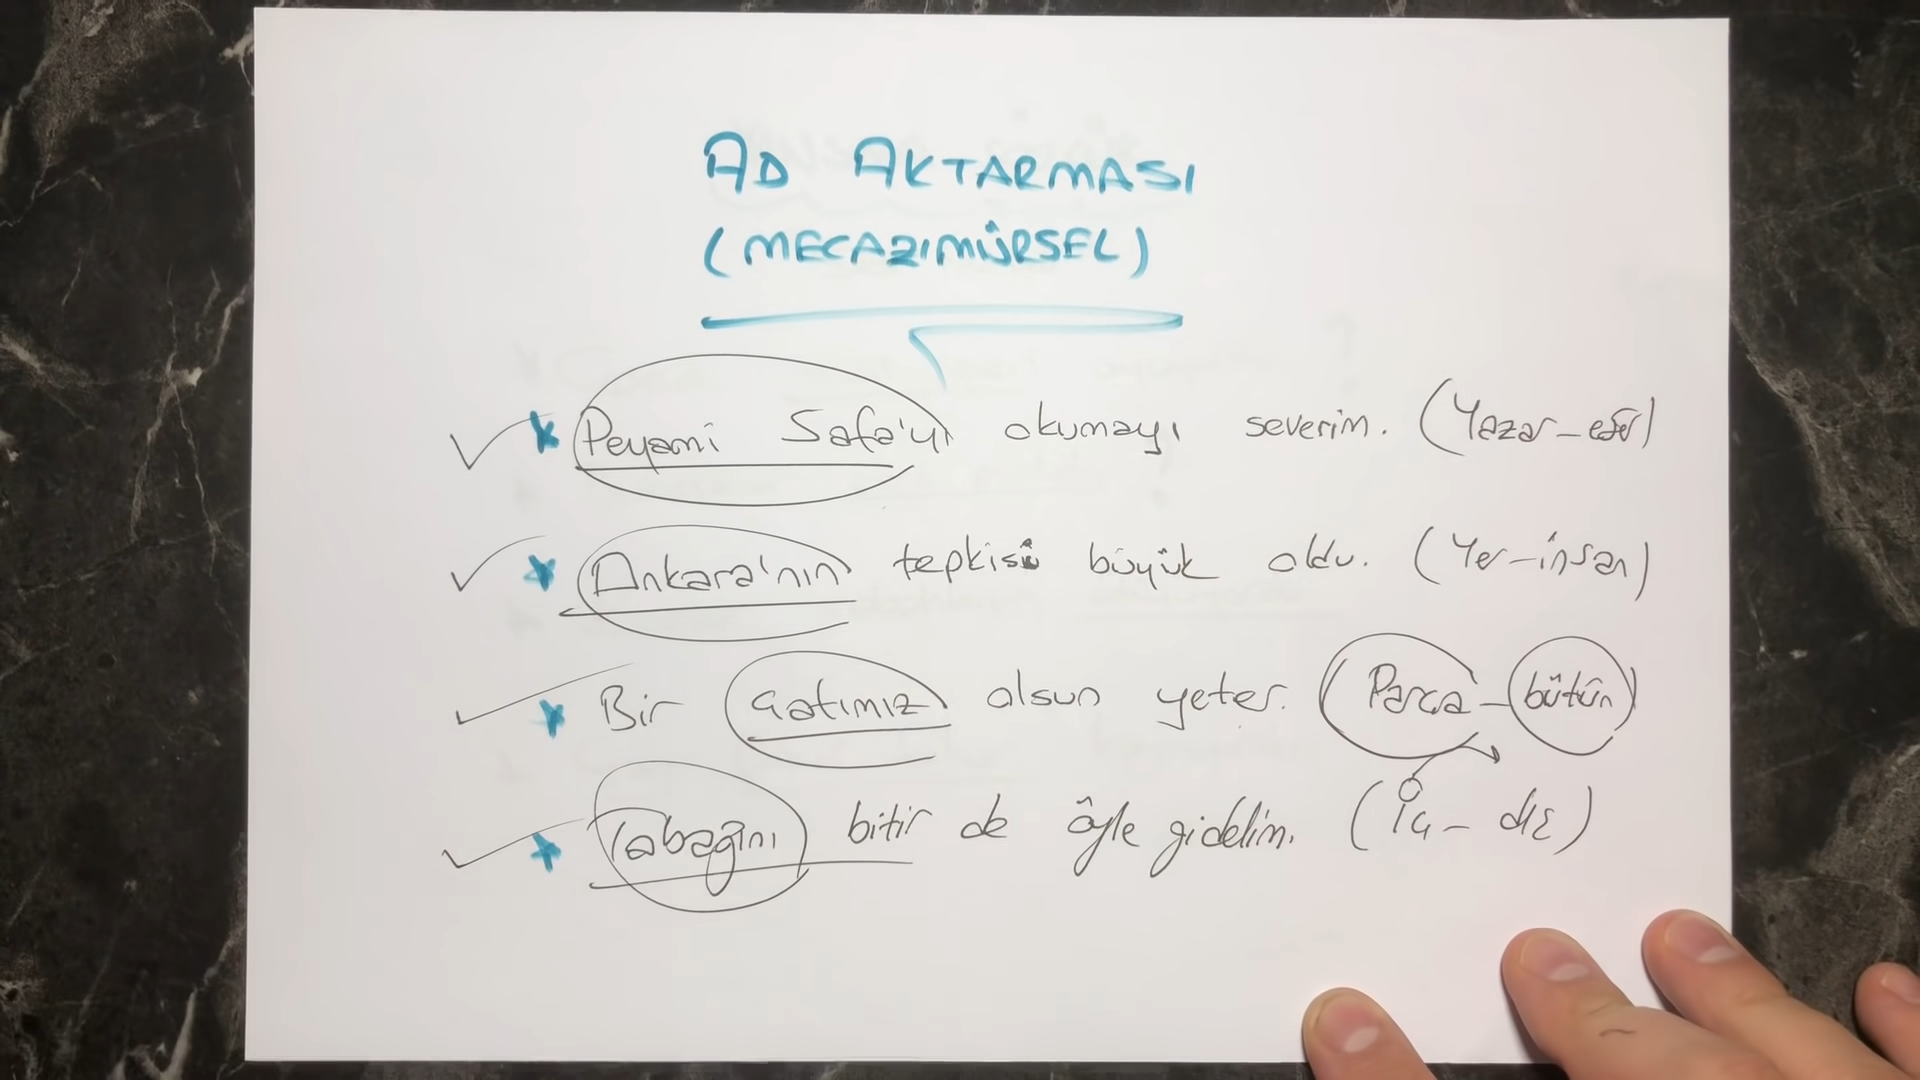 AD AKTARMASI
(MECAZIMÜRSEL)
Peyami Safa'yı okumayı severim. (Yazar-eser)
Ankara'nın tepkisi büyük oldu. (Yer-insan)
Bir çatımız olsun yeter. (Parça-bütün)
Tabağını bitir de öyle gidelim. (İç-dış)